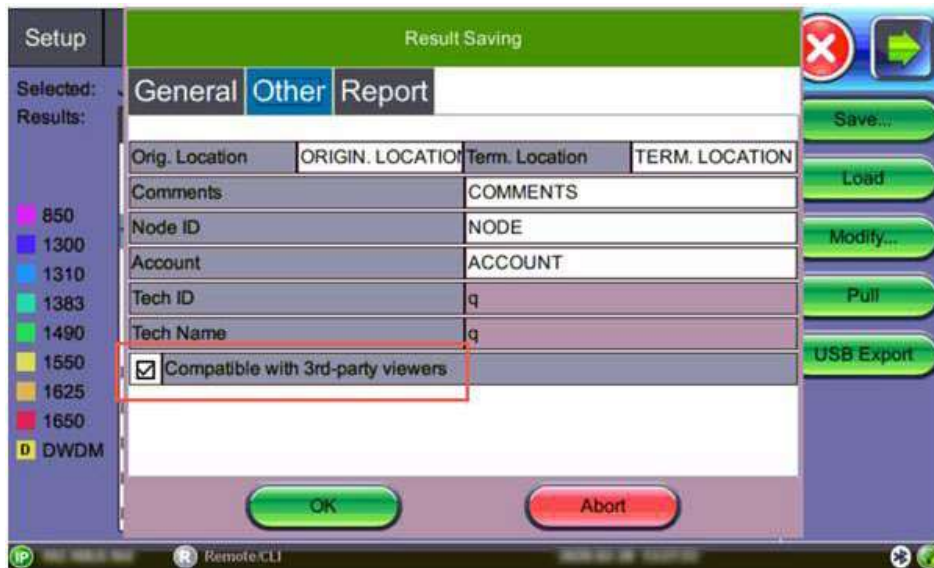 Setup
Result Saving
Selected:
Results:
General Other Report
Save...
Orig. Location ORIGIN. LOCATION Term. Location TERM. LOCATION
Load
Comments COMMENTS
850
Node ID NODE
Modify...
1300
Account ACCOUNT
1310
Tech ID q
Pull
1383
1490
Tech Name q
USB Export
1550
Compatible with 3rd-party viewers
1625
1650
D DWDM
OK Abort
IP
R Remote/CLI